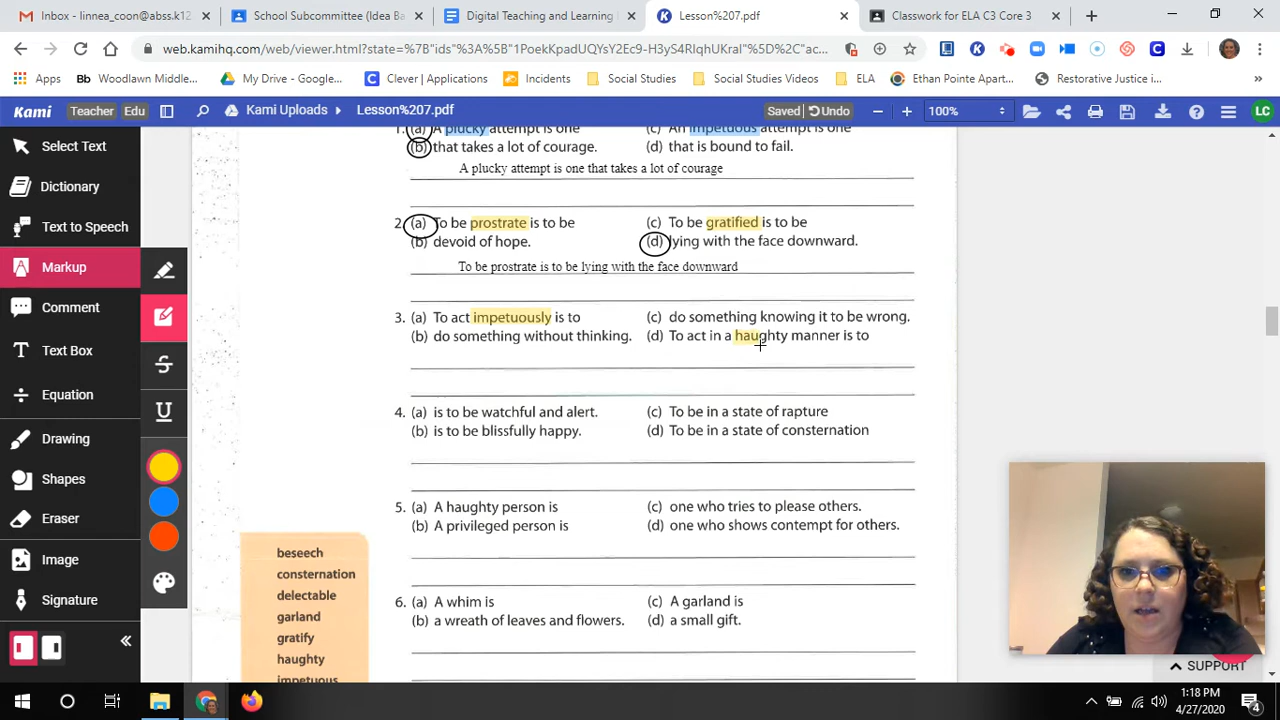 Inbox (417) - linnea_coon@abss.k12
School Subcommittee (Idea Ba
Digital Teaching and Learning
Lesson%207.pdf
Classwork for ELA C3 Core 3
web.kamihq.com/web/viewer.html?state=%7B"ids"%3A%5B"1PoekKpadUQYsY2Ec9-H3yS4RlqhUKraI"%5D%2C"ac...
Apps
Woodlawn Middle...
My Drive - Google...
Clever | Applications
Incidents
Social Studies
Social Studies Videos
ELA
Ethan Pointe Apart...
Restorative Justice i...
Kami
Teacher
Edu
Kami Uploads
Lesson%207.pdf
Saved
Undo
100%
LC
Select Text
Dictionary
Text to Speech
Markup
Comment
Text Box
Equation
Drawing
Shapes
Eraser
Image
Signature
1. (a) A plucky attempt is one (c) An impetuous attempt is one
(b) that takes a lot of courage. (d) that is bound to fail.
A plucky attempt is one that takes a lot of courage
2. (a) To be prostrate is to be (c) To be gratified is to be
(b) devoid of hope. (d) lying with the face downward.
To be prostrate is to be lying with the face downward
3. (a) To act impetuously is to (c) do something knowing it to be wrong.
(b) do something without thinking. (d) To act in a haughty manner is to
4. (a) is to be watchful and alert. (c) To be in a state of rapture
(b) is to be blissfully happy. (d) To be in a state of consternation
5. (a) A haughty person is (c) one who tries to please others.
(b) A privileged person is (d) one who shows contempt for others.
6. (a) A whim is (c) A garland is
(b) a wreath of leaves and flowers. (d) a small gift.
beseech
consternation
delectable
garland
gratify
haughty
impetuous
SUPPORT
1:18 PM
4/27/2020
4